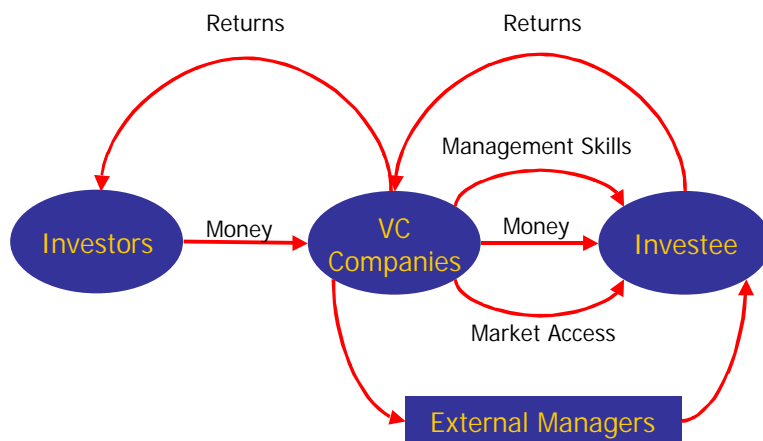 Returns
Returns
Management Skills
Investors
Money
VC
Companies
Money
Investee
Market Access
External Managers